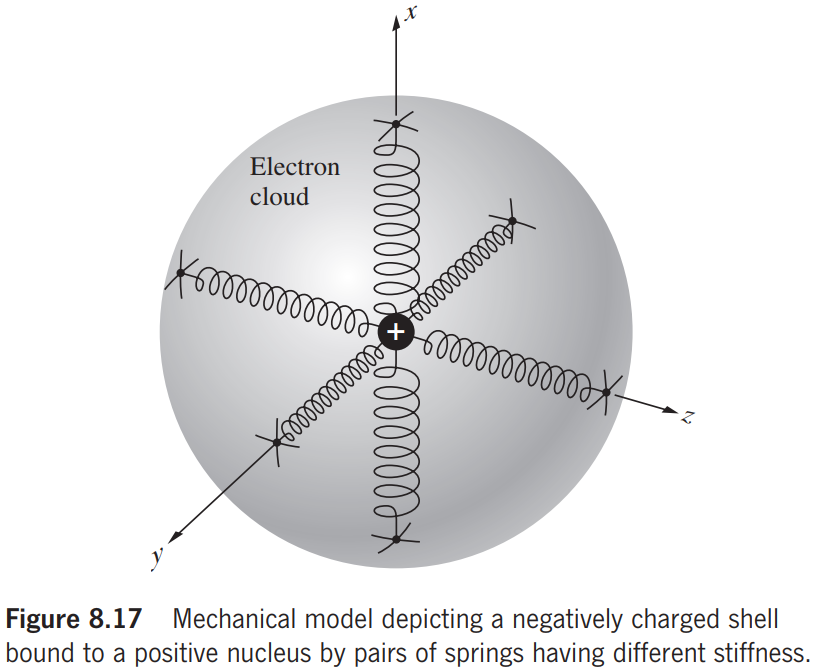 x
Electron
cloud
+
z
y
Figure 8.17 Mechanical model depicting a negatively charged shell
bound to a positive nucleus by pairs of springs having different stiffness.